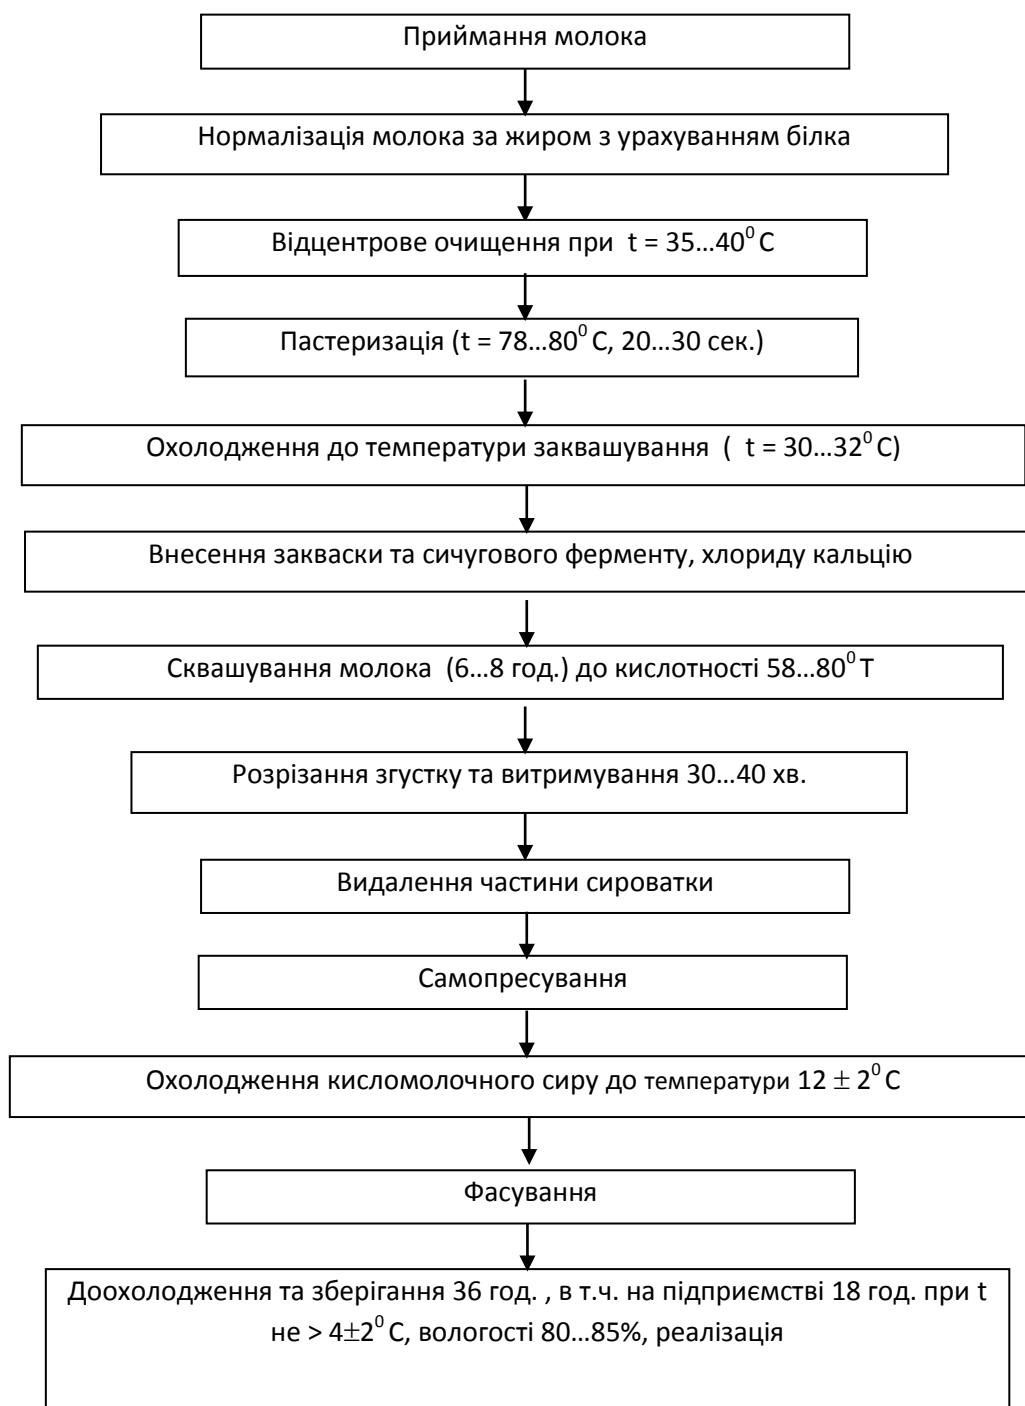 Приймання молока
Нормалізація молока за жиром з урахуванням білка
Відцентрове очищення при t = 35...40⁰ С
Пастеризація (t = 78...80⁰ С, 20...30 сек.)
Охолодження до температури заквашування ( t = 30...32⁰ С)
Внесення закваски та сичугового ферменту, хлориду кальцію
Сквашування молока (6...8 год.) до кислотності 58...80⁰ Т
Розрізання згустку та витримування 30...40 хв.
Видалення частини сироватки
Самопресування
Охолодження кисломолочного сиру до температури 12 ± 2⁰ С
Фасування
Доохолодження та зберігання 36 год. , в т.ч. на підприємстві 18 год. при t
не > 4±2⁰ С, вологості 80...85%, реалізація